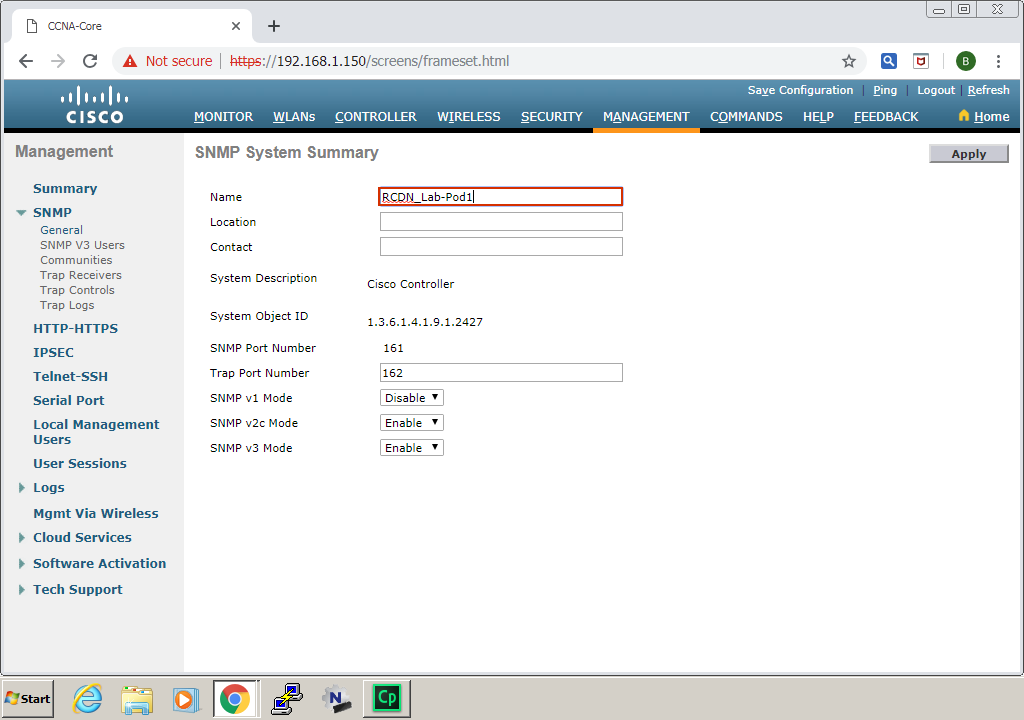 CCNA-Core
Not secure https://192.168.1.150/screens/frameset.html B
Save Configuration Ping Logout Refresh
CISCO
MONITOR WLANs CONTROLLER WIRELESS SECURITY MANAGEMENT COMMANDS HELP FEEDBACK Home
Management
Summary
SNMP
General
SNMP V3 Users
Communities
Trap Receivers
Trap Controls
Trap Logs
HTTP-HTTPS
IPSEC
Telnet-SSH
Serial Port
Local Management
Users
User Sessions
Logs
Mgmt Via Wireless
Cloud Services
Software Activation
Tech Support
SNMP System Summary
Apply
Name RCDN_Lab-Pod1
Location
Contact
System Description Cisco Controller
System Object ID 1.3.6.1.4.1.9.1.2427
SNMP Port Number 161
Trap Port Number 162
SNMP v1 Mode Disable
SNMP v2c Mode Enable
SNMP v3 Mode Enable
Start N Cp